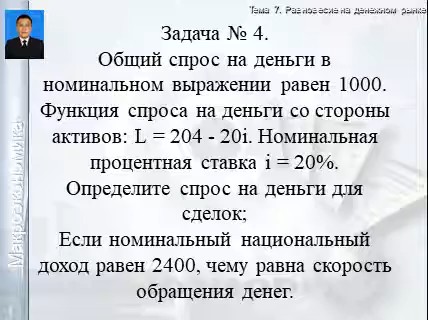 Тема 7. Равновесие на денежном рынке
Задача № 4.
Общий спрос на деньги в
номинальном выражении равен 1000.
Функция спроса на деньги со стороны
активов: L = 204 - 20i. Номинальная
процентная ставка i = 20%.
Определите спрос на деньги для
сделок;
Если номинальный национальный
доход равен 2400, чему равна скорость
обращения денег.
Макроэкономика